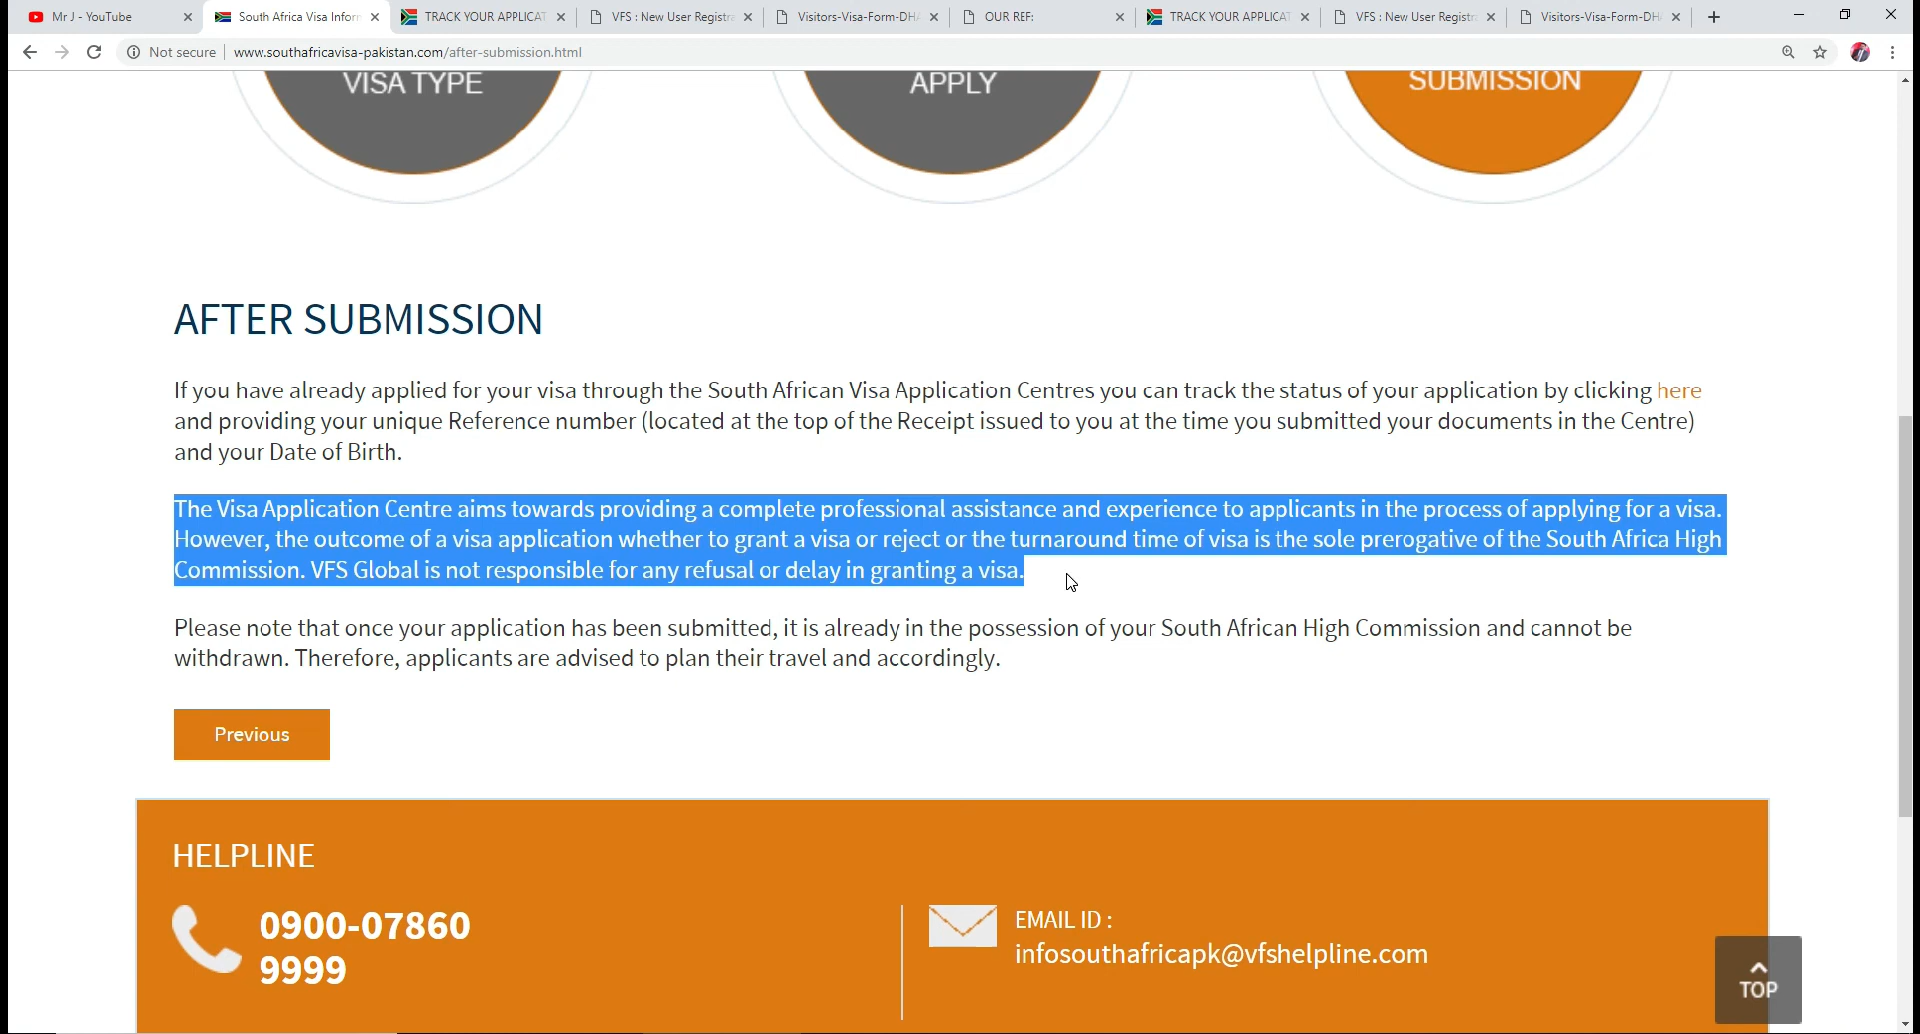 Mr J - YouTube
South Africa Visa Inform
TRACK YOUR APPLICAT
VFS : New User Registra
Visitors-Visa-Form-DHA
OUR REF:
TRACK YOUR APPLICAT
VFS : New User Registra
Visitors-Visa-Form-DHA
Not secure
www.southafricavisa-pakistan.com/after-submission.html
VISA TYPE
APPLY
SUBMISSION
AFTER SUBMISSION
If you have already applied for your visa through the South African Visa Application Centres you can track the status of your application by clicking here
and providing your unique Reference number (located at the top of the Receipt issued to you at the time you submitted your documents in the Centre)
and your Date of Birth.
The Visa Application Centre aims towards providing a complete professional assistance and experience to applicants in the process of applying for a visa.
However, the outcome of a visa application whether to grant a visa or reject or the turnaround time of visa is the sole prerogative of the South Africa High
Commission. VFS Global is not responsible for any refusal or delay in granting a visa.
Please note that once your application has been submitted, it is already in the possession of your South African High Commission and cannot be
withdrawn. Therefore, applicants are advised to plan their travel and accordingly.
Previous
HELPLINE
0900-07860
9999
EMAIL ID :
infosouthafricapk@vfshelpline.com
TOP